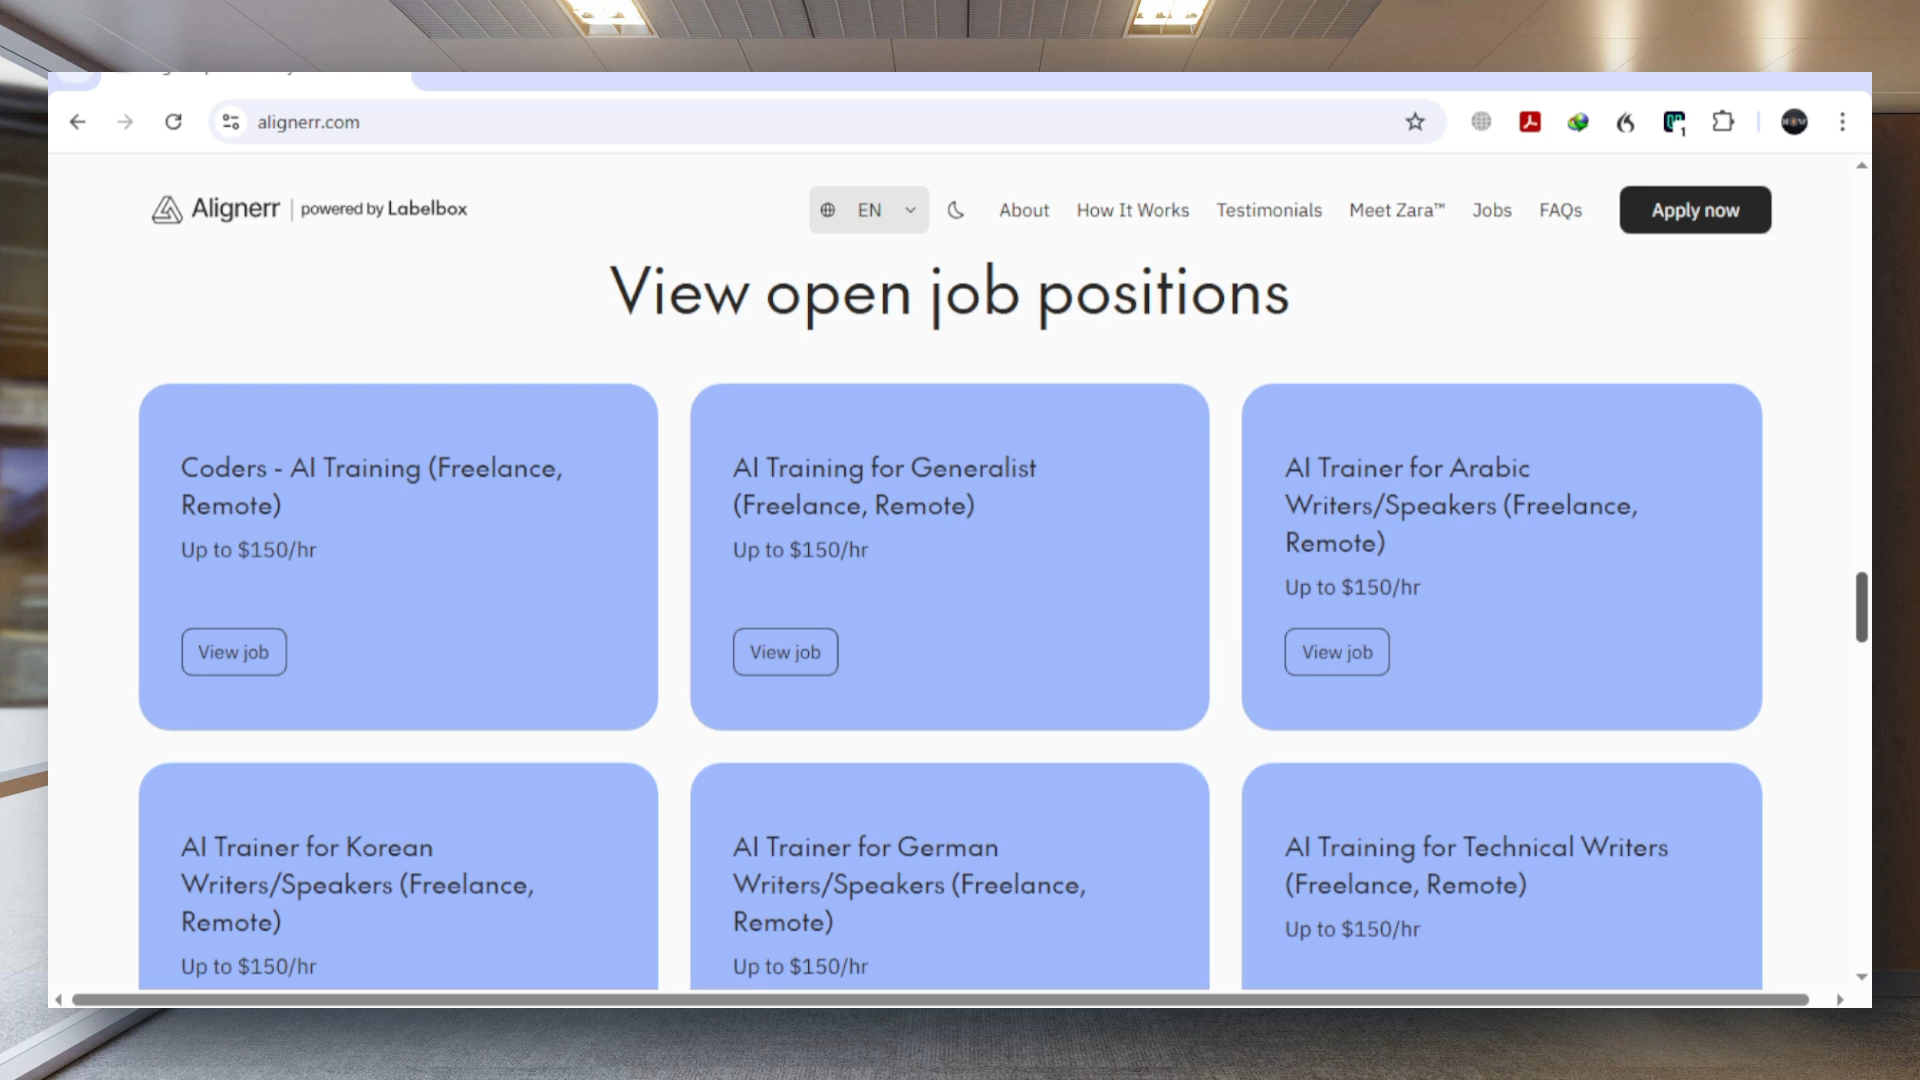 alignerr.com
Alignerr | powered by Labelbox
EN
About
How It Works
Testimonials
Meet Zara™
Jobs
FAQs
Apply now
View open job positions
Coders - AI Training (Freelance,
Remote)
Up to $150/hr
View job
AI Training for Generalist
(Freelance, Remote)
Up to $150/hr
View job
AI Trainer for Arabic
Writers/Speakers (Freelance,
Remote)
Up to $150/hr
View job
AI Trainer for Korean
Writers/Speakers (Freelance,
Remote)
Up to $150/hr
AI Trainer for German
Writers/Speakers (Freelance,
Remote)
Up to $150/hr
AI Training for Technical Writers
(Freelance, Remote)
Up to $150/hr